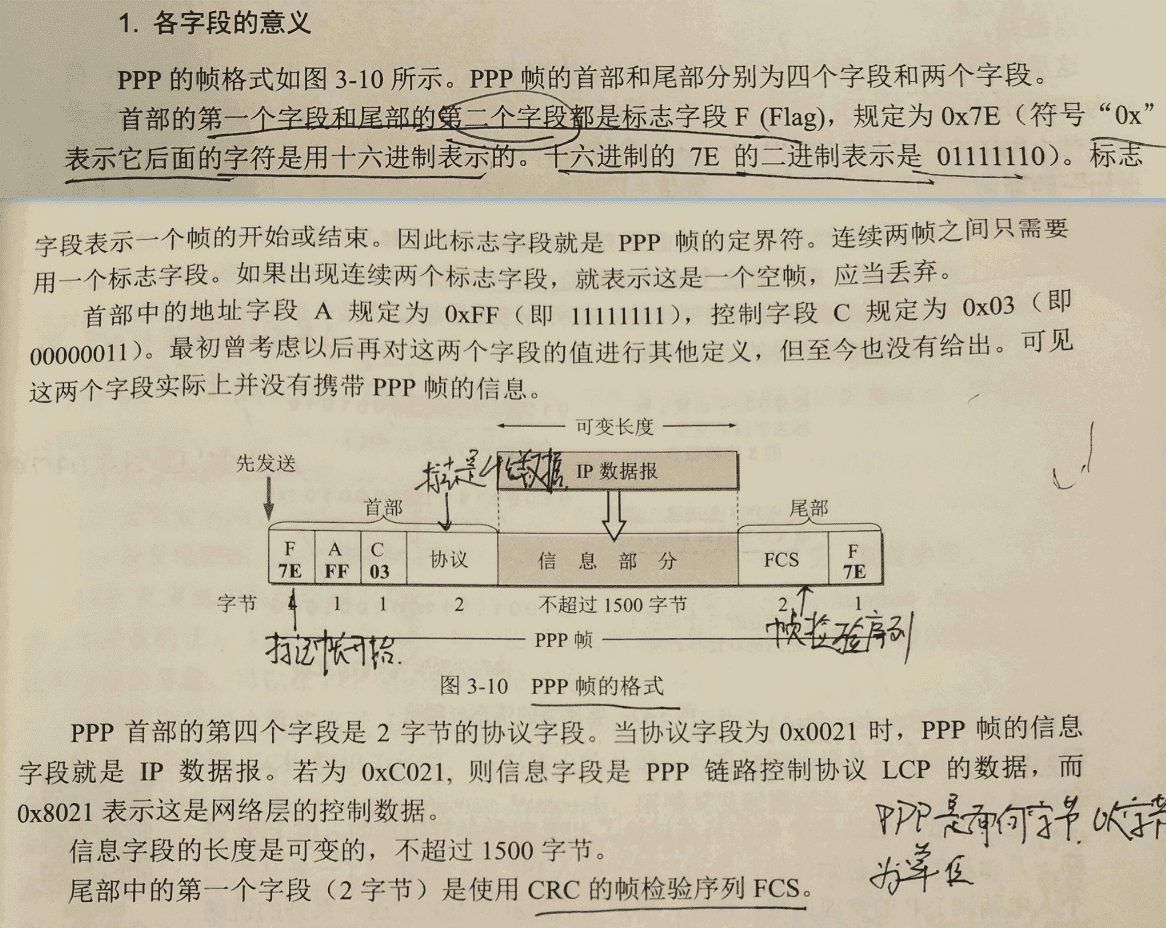 1. 各字段的意义
PPP 的帧格式如图 3-10 所示。PPP 帧的首部和尾部分别为四个字段和两个字段。
首部的第一个字段和尾部的第二个字段都是标志字段 F (Flag)，规定为 0x7E（符号“0x”
表示它后面的字符是用十六进制表示的。十六进制的 7E 的二进制表示是 01111110）。标志
字段表示一个帧的开始或结束。因此标志字段就是 PPP 帧的定界符。连续两帧之间只需要
用一个标志字段。如果出现连续两个标志字段，就表示这是一个空帧，应当丢弃。
首部中的地址字段 A 规定为 0xFF（即 11111111），控制字段 C 规定为 0x03（即
00000011）。最初曾考虑以后再对这两个字段的值进行其他定义，但至今也没有给出。可见
这两个字段实际上并没有携带 PPP 帧的信息。
可变长度
先发送
标志是什么数据
IP 数据报
首部
尾部
F A C 协议 信息部分 FCS F
7E FF 03 7E
字节 1 1 1 2 不超过 1500 字节 2 1
标记帧开始.
PPP 帧
帧检验序列
图 3-10 PPP 帧的格式
PPP 首部的第四个字段是 2 字节的协议字段。当协议字段为 0x0021 时，PPP 帧的信息
字段就是 IP 数据报。若为 0xC021, 则信息字段是 PPP 链路控制协议 LCP 的数据，而
0x8021 表示这是网络层的控制数据。
PPP是面向字节 以字节
为单位
信息字段的长度是可变的，不超过 1500 字节。
尾部中的第一个字段（2 字节）是使用 CRC 的帧检验序列 FCS。